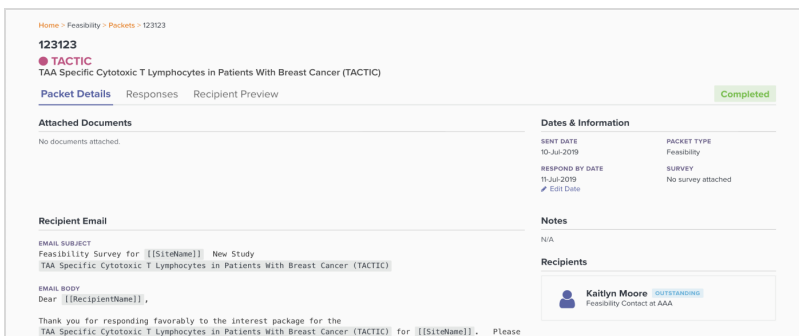 Home > Feasibility > Packets > 123123
123123
TACTIC
TAA Specific Cytotoxic T Lymphocytes in Patients With Breast Cancer (TACTIC)
Packet Details Responses Recipient Preview
Completed
Attached Documents
No documents attached.
Dates & Information
SENT DATE PACKET TYPE
10-Jul-2019 Feasibility
RESPOND BY DATE SURVEY
11-Jul-2019 No survey attached
Edit Date
Recipient Email
EMAIL SUBJECT
Feasibility Survey for [[SiteName]] New Study
TAA Specific Cytotoxic T Lymphocytes in Patients With Breast Cancer (TACTIC)
EMAIL BODY
Dear [[RecipientName]],
Thank you for responding favorably to the interest package for the
TAA Specific Cytotoxic T Lymphocytes in Patients With Breast Cancer (TACTIC) for [[SiteName]]. Please
Notes
N/A
Recipients
Kaitlyn Moore OUTSTANDING
Feasibility Contact at AAA